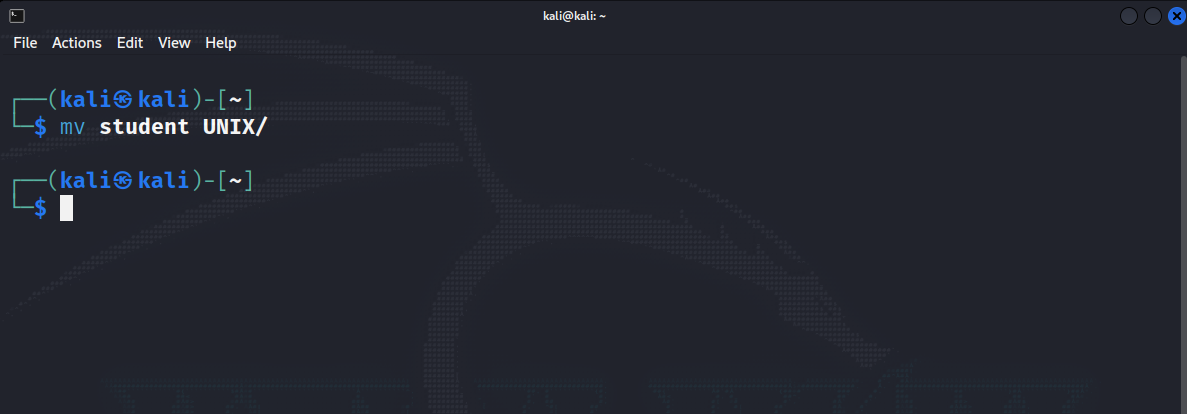 kali@kali: ~
File Actions Edit View Help
┌──(kali㉿kali)-[~]
└─$ mv student UNIX/
┌──(kali㉿kali)-[~]
└─$